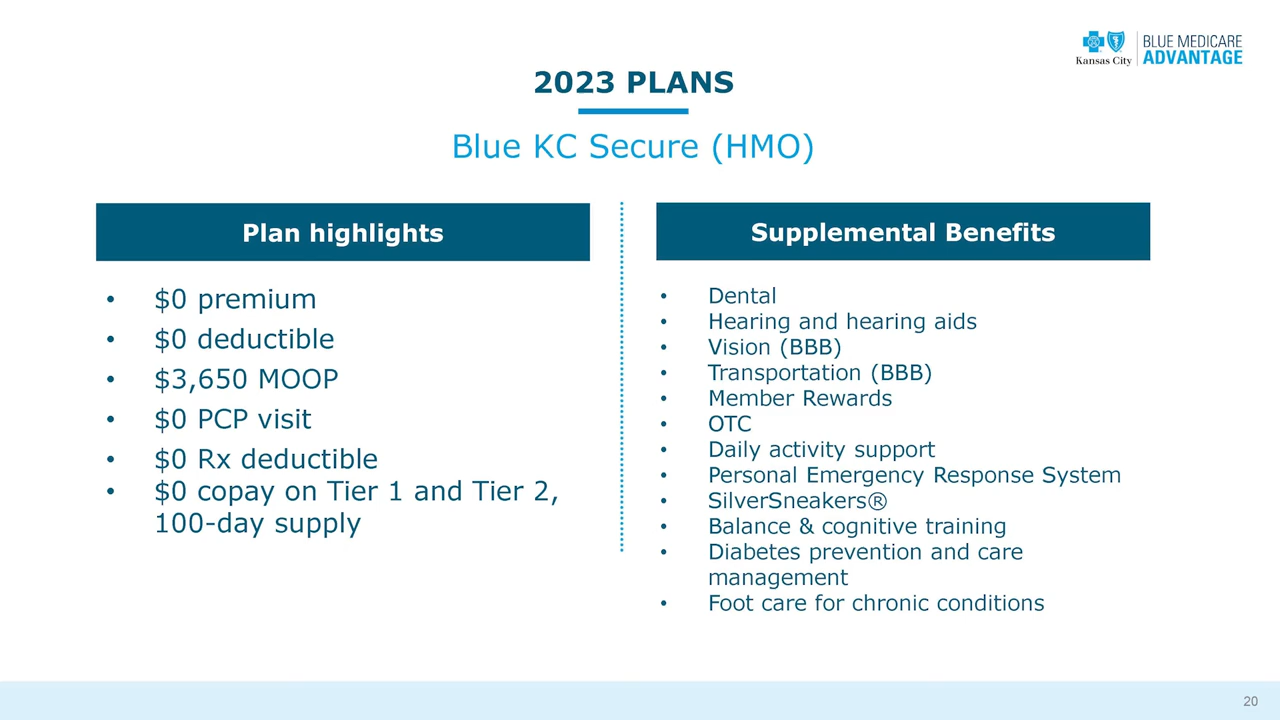 Kansas City
BLUE MEDICARE
ADVANTAGE
2023 PLANS
Blue KC Secure (HMO)
Plan highlights
• $0 premium
• $0 deductible
• $3,650 MOOP
• $0 PCP visit
• $0 Rx deductible
• $0 copay on Tier 1 and Tier 2,
100-day supply
Supplemental Benefits
• Dental
• Hearing and hearing aids
• Vision (BBB)
• Transportation (BBB)
• Member Rewards
• OTC
• Daily activity support
• Personal Emergency Response System
• SilverSneakers®
• Balance & cognitive training
• Diabetes prevention and care
management
• Foot care for chronic conditions
20